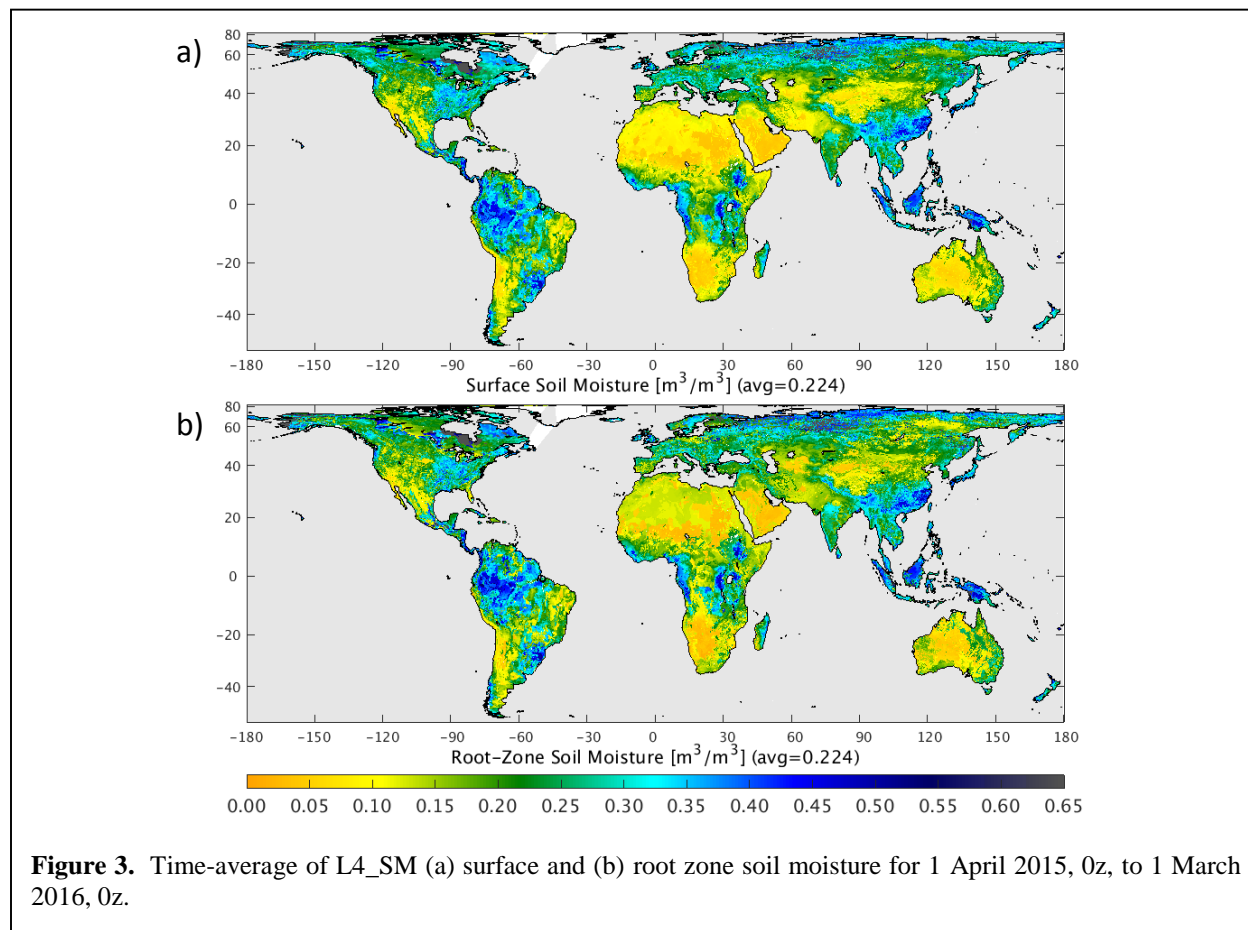 a)
80
60
40
20
0
−20
−40
−180 −150 −120 −90 −60 −30 0 30 60 90 120 150 180
Surface Soil Moisture [m³/m³] (avg=0.224)
b)
80
60
40
20
0
−20
−40
−180 −150 −120 −90 −60 −30 0 30 60 90 120 150 180
Root−Zone Soil Moisture [m³/m³] (avg=0.224)
0.00 0.05 0.10 0.15 0.20 0.25 0.30 0.35 0.40 0.45 0.50 0.55 0.60 0.65
Figure 3. Time-average of L4_SM (a) surface and (b) root zone soil moisture for 1 April 2015, 0z, to 1 March
2016, 0z.